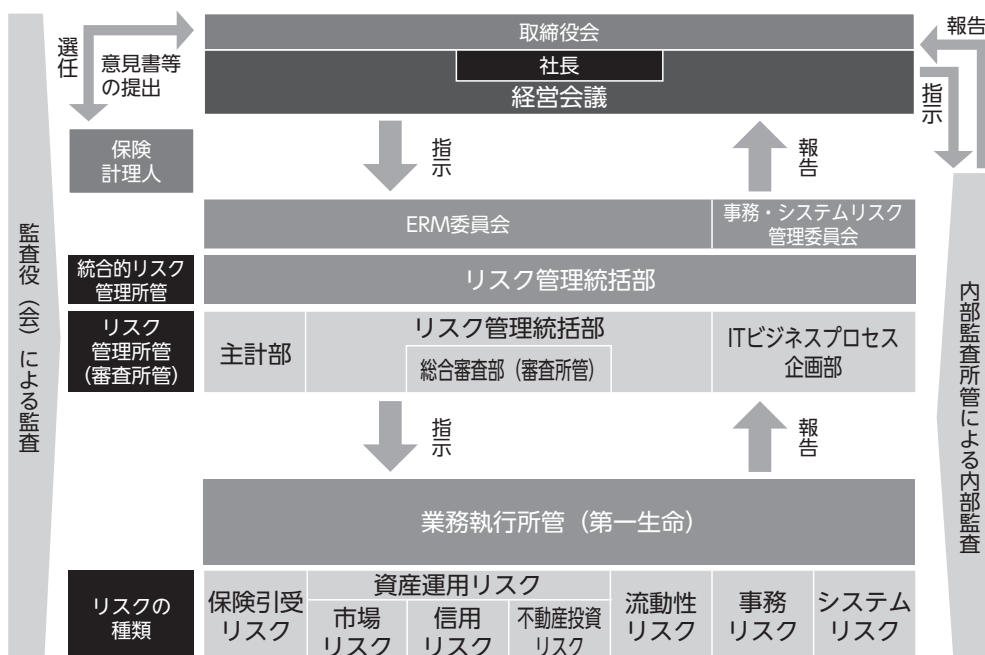 取締役会
社長
経営会議
選任
意見書等
の提出
報告
指示
保険
計理人
指示
報告
ERM委員会
事務・システムリスク
管理委員会
統合的リスク
管理所管
リスク管理統括部
リスク
管理所管
(審査所管)
主計部
リスク管理統括部
総合審査部(審査所管)
ITビジネスプロセス
企画部
指示
報告
業務執行所管(第一生命)
リスクの
種類
保険引受
リスク
資産運用リスク
市場
リスク
信用
リスク
不動産投資
リスク
流動性
リスク
事務
リスク
システム
リスク
監査役(会)による監査
内部監査所管による内部監査